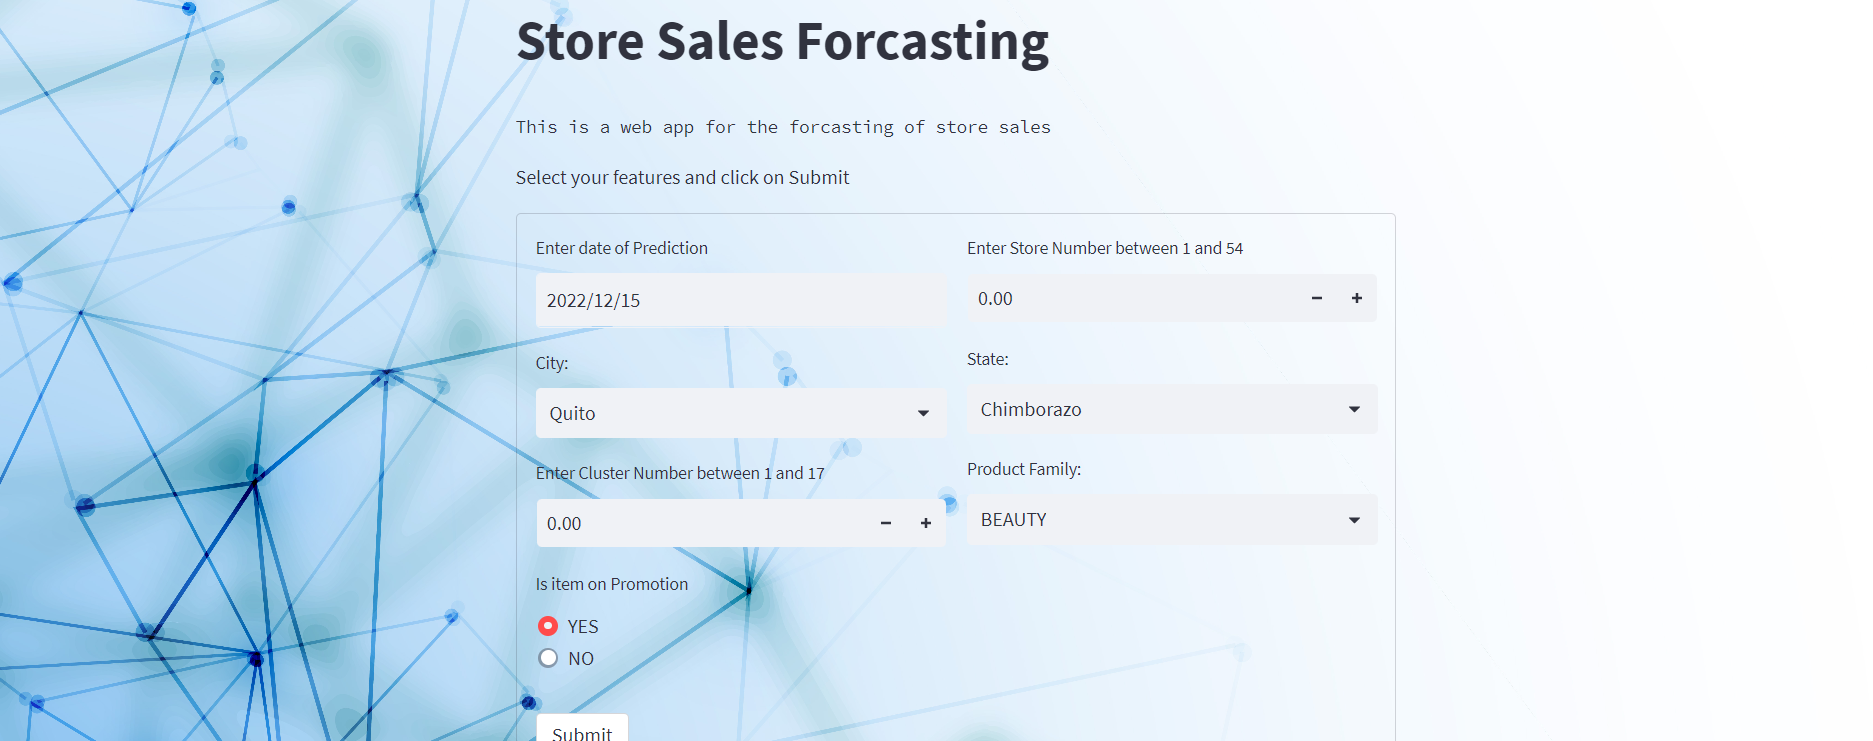 Store Sales Forcasting
This is a web app for the forcasting of store sales
Select your features and click on Submit
Enter date of Prediction
2022/12/15
Enter Store Number between 1 and 54
0.00
City:
Quito
State:
Chimborazo
Enter Cluster Number between 1 and 17
0.00
Product Family:
BEAUTY
Is item on Promotion
YES
NO
Submit